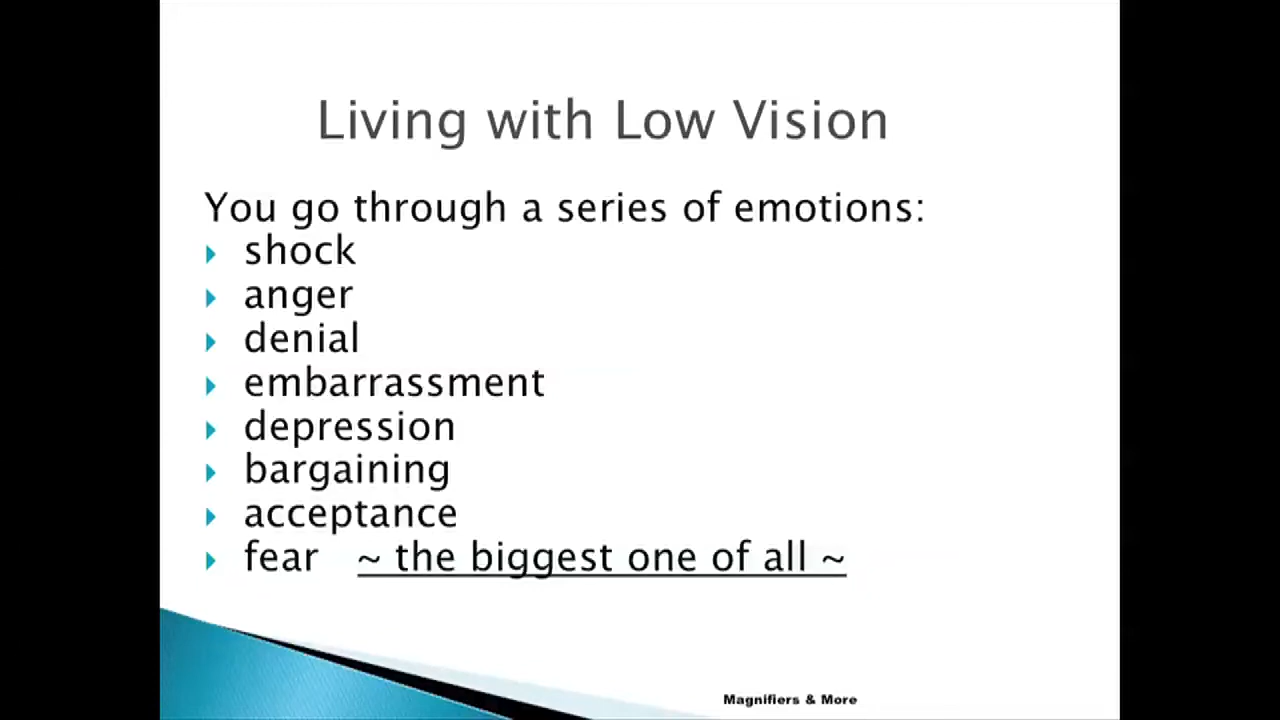 Living with Low Vision
You go through a series of emotions:
shock
anger
denial
embarrassment
depression
bargaining
acceptance
fear ~ the biggest one of all ~
Magnifiers & More